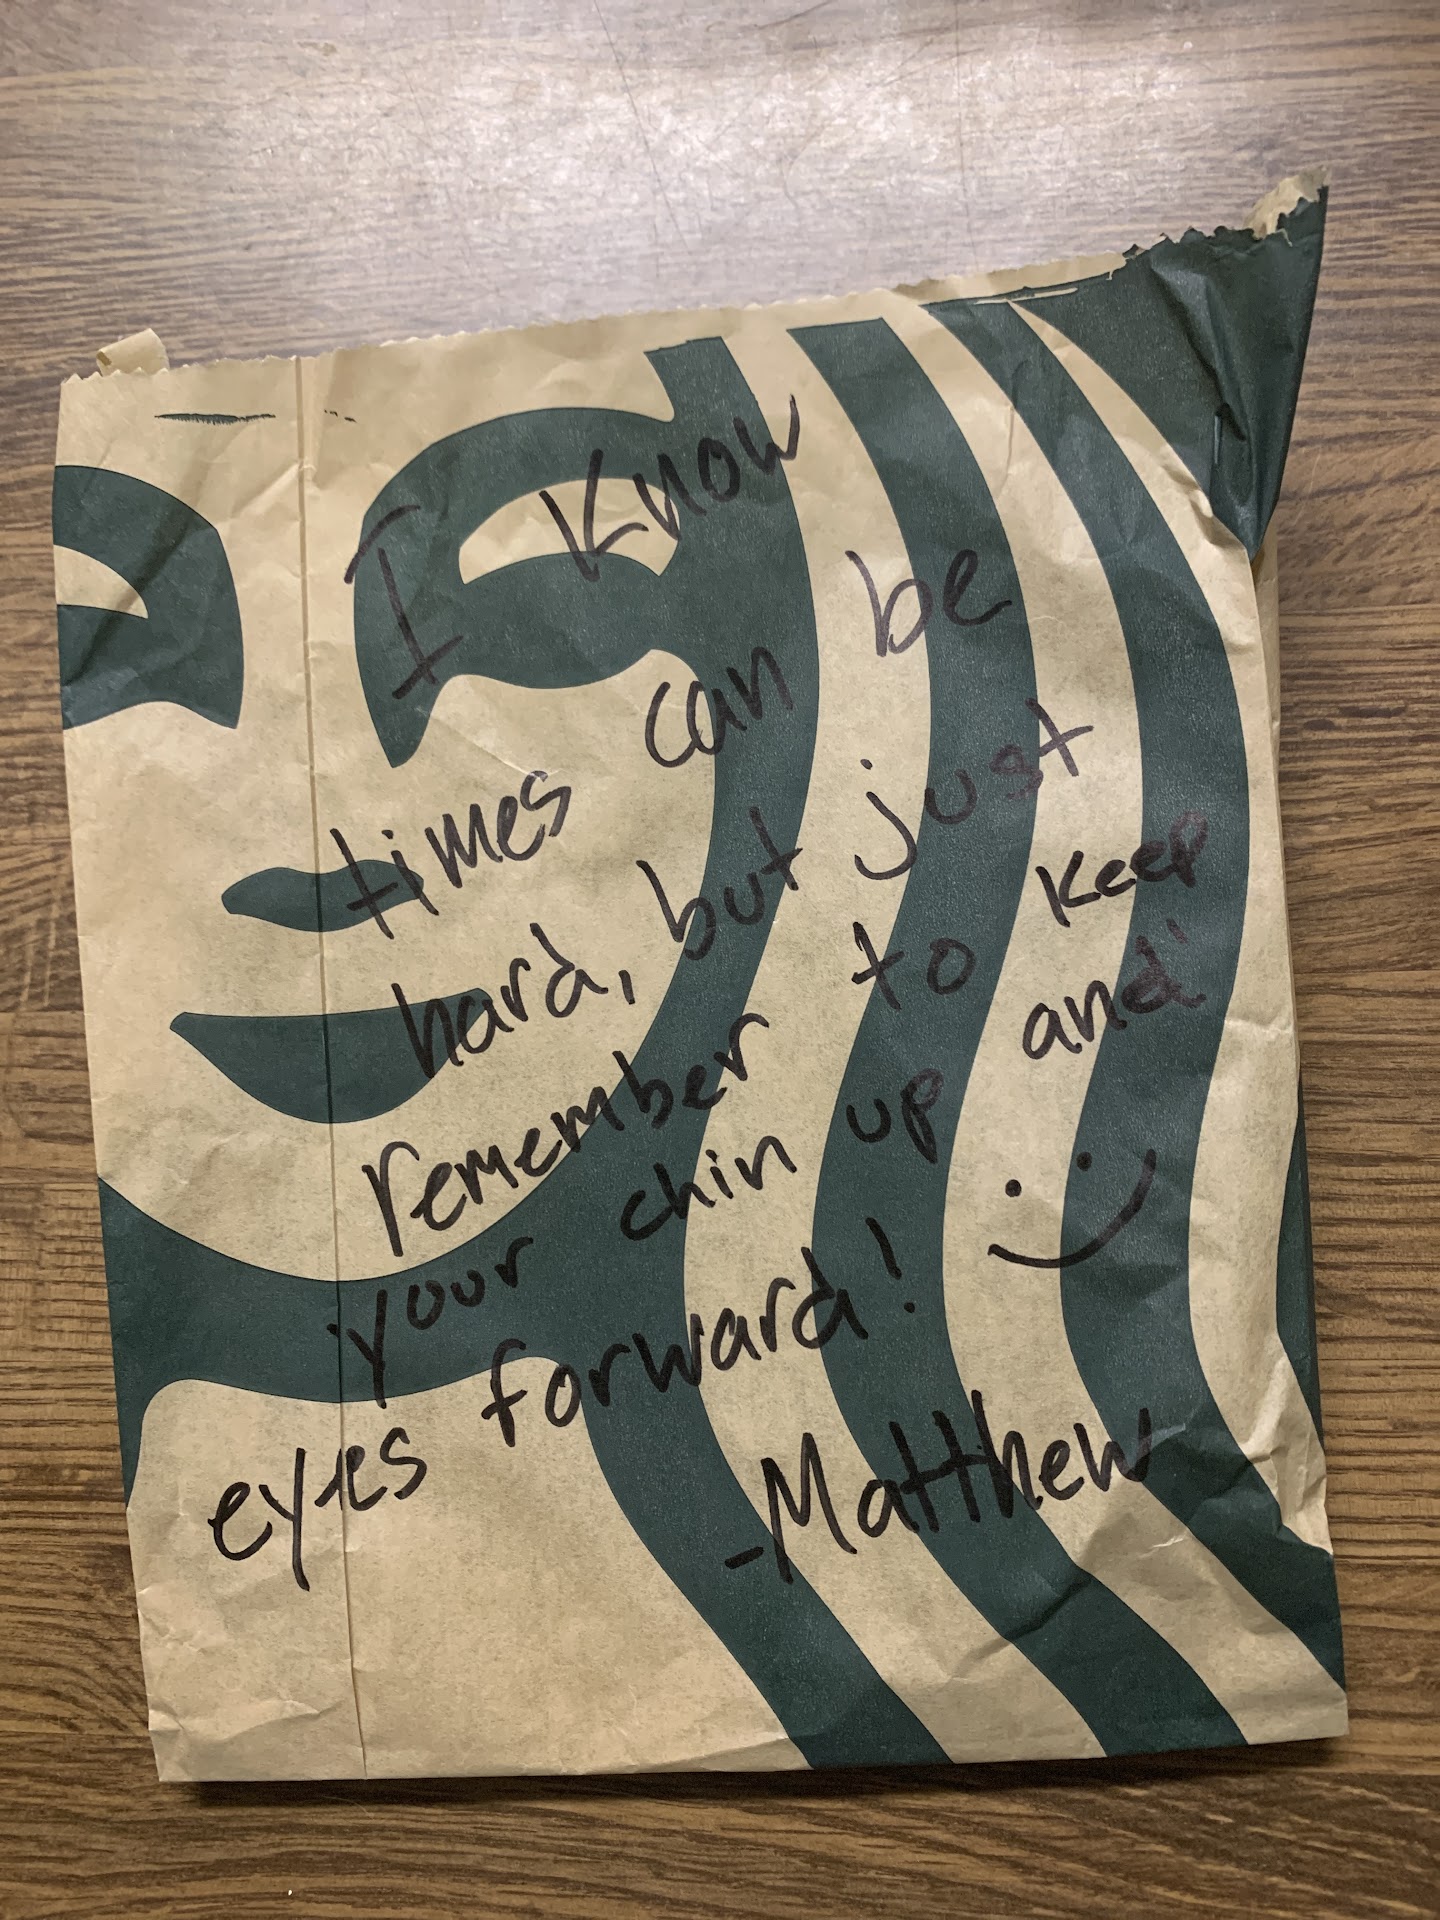 I know
times can be
hard, but just
remember to keep
your chin up and
eyes forward! :)
-Matthew